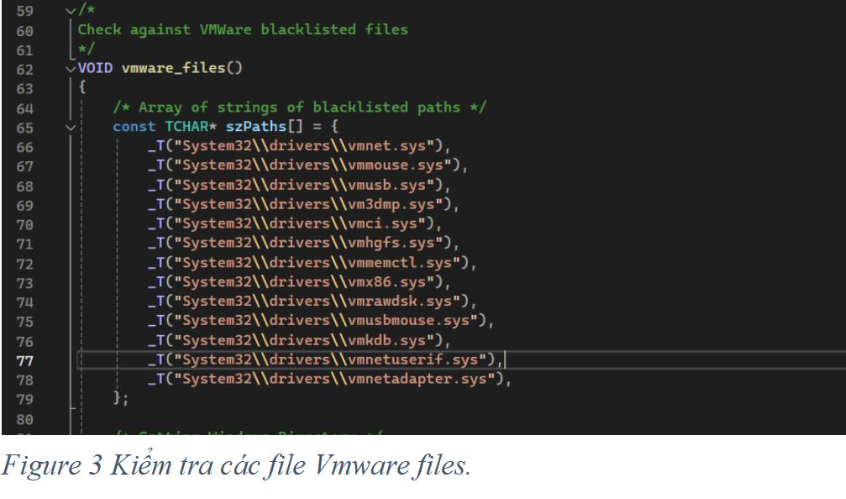 59 /*
60 Check against VMWare blacklisted files
61 */
62 VOID vmware_files()
63 {
64 /* Array of strings of blacklisted paths */
65 const TCHAR* szPaths[] = {
66 _T("System32\\drivers\\vmnet.sys"),
67 _T("System32\\drivers\\vmmouse.sys"),
68 _T("System32\\drivers\\vmusb.sys"),
69 _T("System32\\drivers\\vm3dmp.sys"),
70 _T("System32\\drivers\\vmci.sys"),
71 _T("System32\\drivers\\vmhgfs.sys"),
72 _T("System32\\drivers\\vmmemctl.sys"),
73 _T("System32\\drivers\\vmx86.sys"),
74 _T("System32\\drivers\\vmrawdsk.sys"),
75 _T("System32\\drivers\\vmusbmouse.sys"),
76 _T("System32\\drivers\\vmkdb.sys"),
77 _T("System32\\drivers\\vmnetuserif.sys"),
78 _T("System32\\drivers\\vmnetadapter.sys"),
79 };
80
Figure 3 Kiểm tra các file Vmware files.